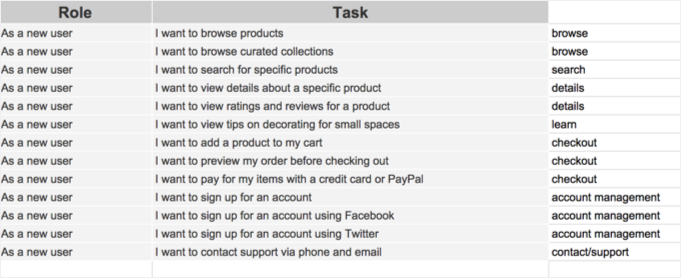 Role Task
As a new user I want to browse products browse
As a new user I want to browse curated collections browse
As a new user I want to search for specific products search
As a new user I want to view details about a specific product details
As a new user I want to view ratings and reviews for a product details
As a new user I want to view tips on decorating for small spaces learn
As a new user I want to add a product to my cart checkout
As a new user I want to preview my order before checking out checkout
As a new user I want to pay for my items with a credit card or PayPal checkout
As a new user I want to sign up for an account account management
As a new user I want to sign up for an account using Facebook account management
As a new user I want to sign up for an account using Twitter account management
As a new user I want to contact support via phone and email contact/support